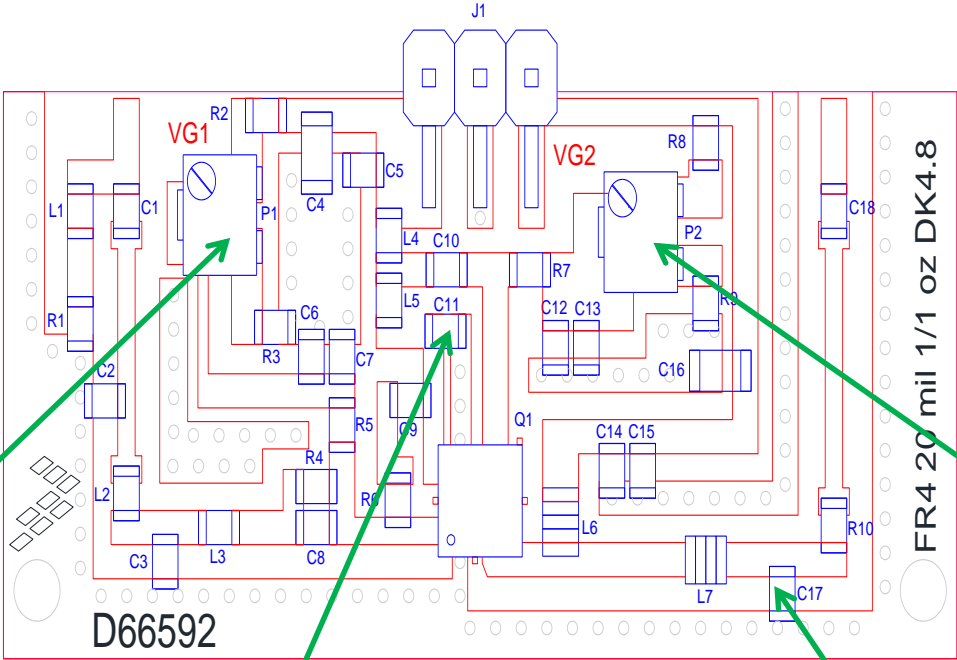 J1
R2
VG1
C5
C4
VG2
R8
L1
C1
P1
L4
C10
R7
P2
C18
R1
L5
C11
C12
C13
R9
C6
R3
C7
C2
C16
R5
C9
Q1
C14
C15
R4
L2
R6
L6
R10
C3
L3
C8
L7
C17
D66592
FR4 20 mil 1/1 oz DK4.8